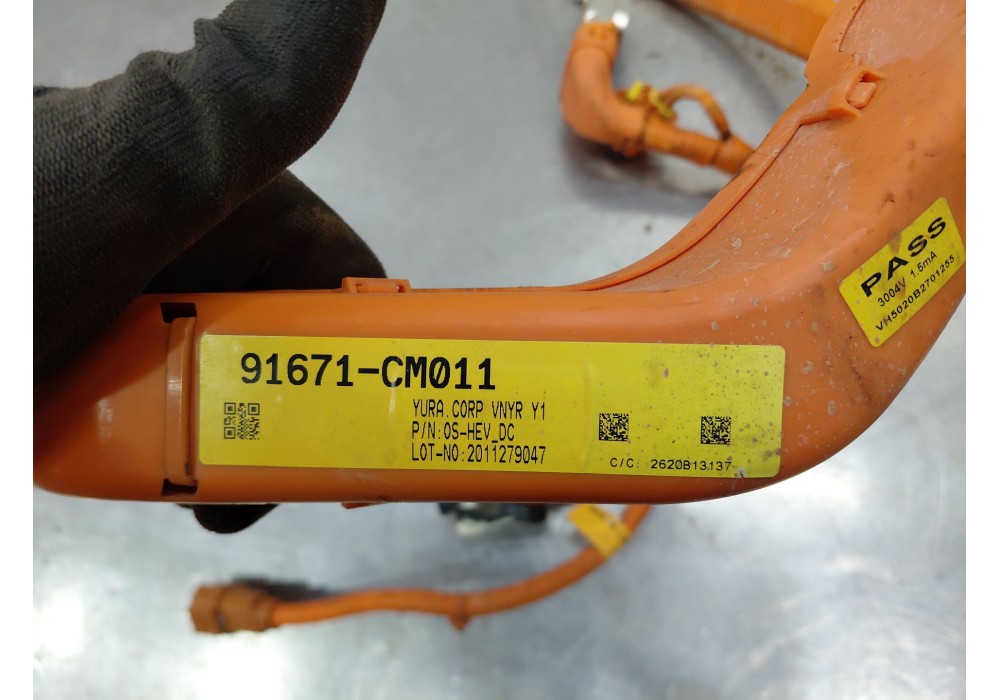 PASS
3004V 1.5mA
VH5020B2701255
91671-CM011
YURA.CORP VNYR Y1
P/N:OS-HEV_DC
LOT-NO:2011279047
C/C: 2620B13137